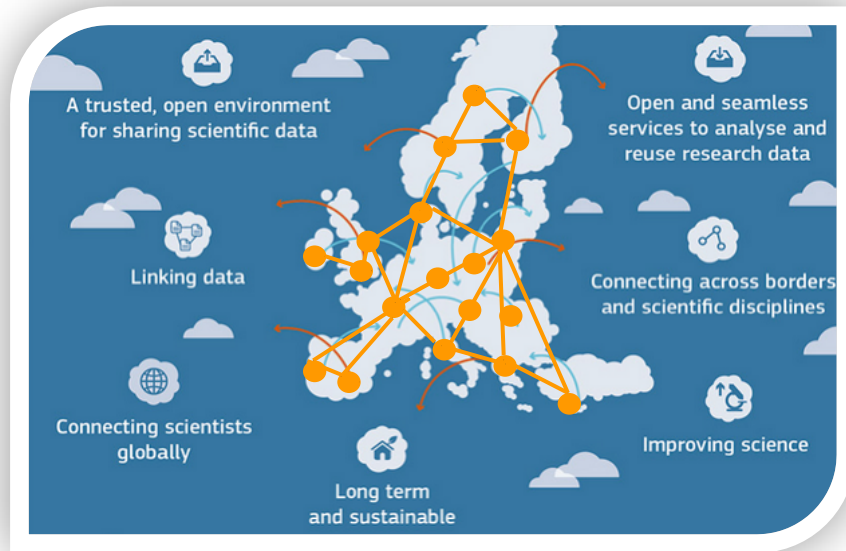 A trusted, open environment
for sharing scientific data
Open and seamless
services to analyse and
reuse research data
Linking data
Connecting across borders
and scientific disciplines
Connecting scientists
globally
Improving science
Long term
and sustainable